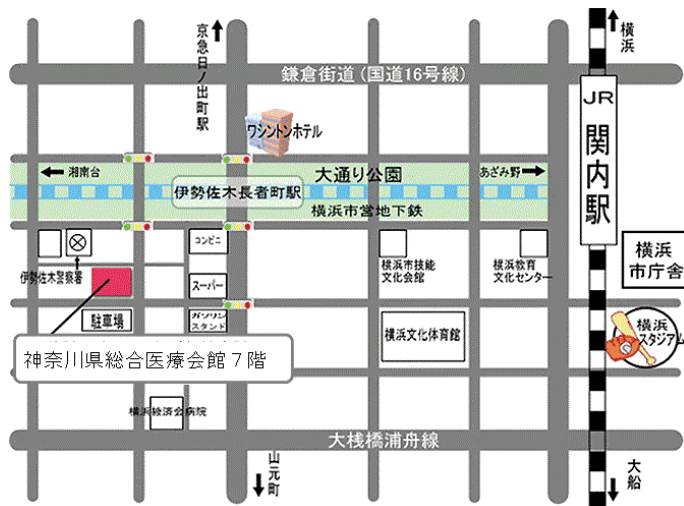 京急日ノ出町駅
横浜
鎌倉街道(国道16号線)
JR
関内駅
ワシントンホテル
湘南台
大通り公園
あざみ野
伊勢佐木長者町駅
横浜市営地下鉄
コンビニ
伊勢佐木警察署
横浜市技能
文化会館
横浜教育
文化センター
横浜
市庁舎
スーパー
駐車場
ガソリン
スタンド
横浜文化体育館
横浜
スタジアム
神奈川県総合医療会館７階
横浜経済会病院
大桟橋浦舟線
山元町
大船